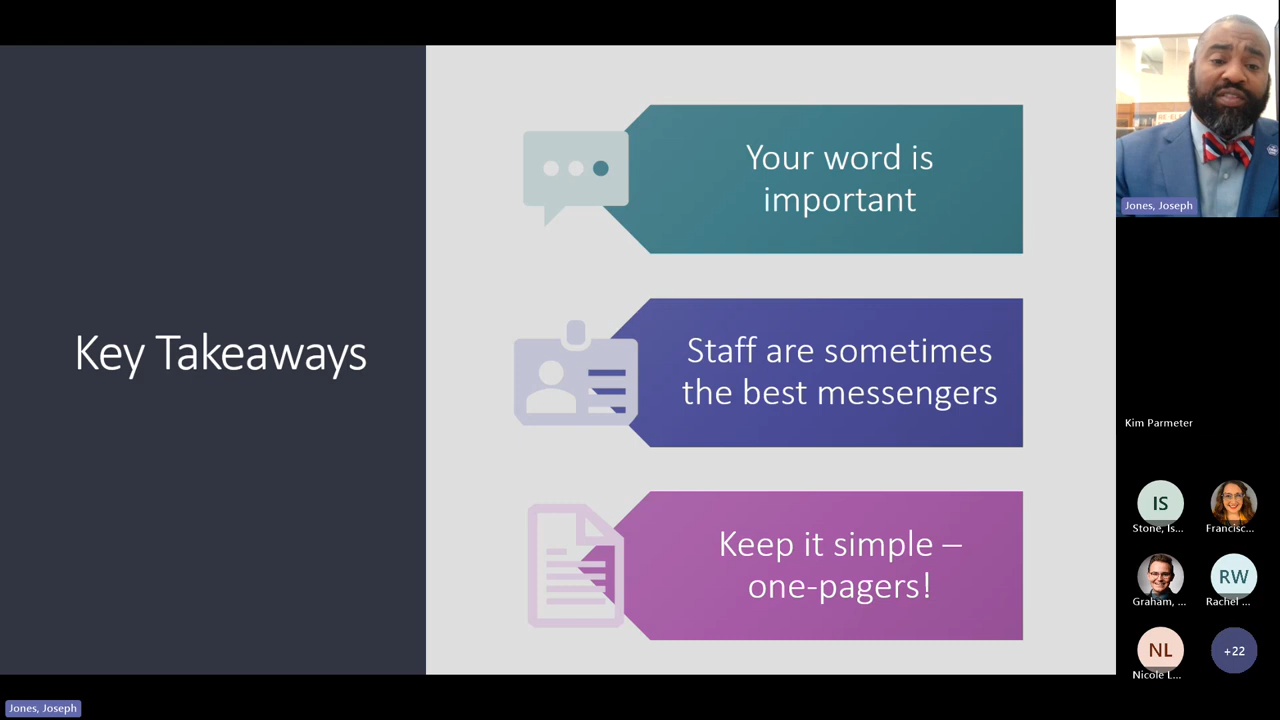 Key Takeaways
Your word is
important
Staff are sometimes
the best messengers
Keep it simple –
one-pagers!
Jones, Joseph
Kim Parmeter
IS
Stone, Is...
Francisc...
Graham, ...
RW
Rachel ...
NL
Nicole L...
+22
Jones, Joseph